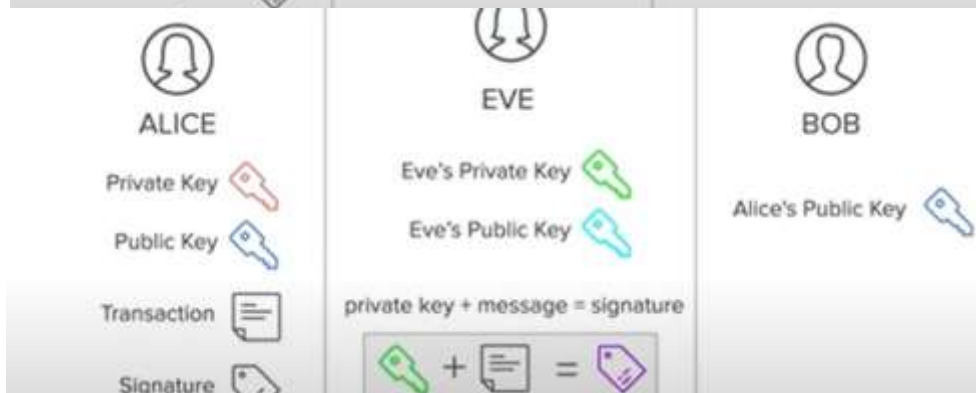 ALICE
Private Key
Public Key
Transaction
Signature
EVE
Eve's Private Key
Eve's Public Key
private key + message = signature
+ =
BOB
Alice's Public Key